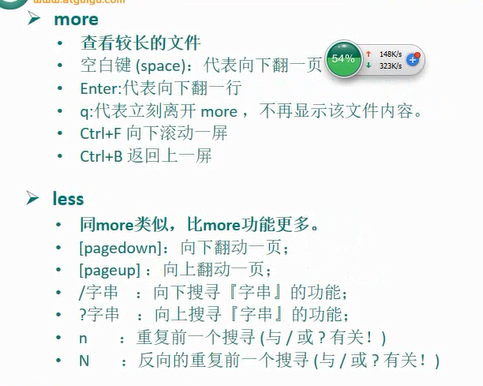 www.atguigu.com
more
查看较长的文件
空白键 (space)：代表向下翻一页
54%
148K/s
323K/s
Enter:代表向下翻一行
q:代表立刻离开 more ，不再显示该文件内容。
Ctrl+F 向下滚动一屏
Ctrl+B 返回上一屏
less
同more类似，比more功能更多。
[pagedown]：向下翻动一页；
[pageup]：向上翻动一页；
/字串 ：向下搜寻『字串』的功能；
?字串 ：向上搜寻『字串』的功能；
n ：重复前一个搜寻 (与 / 或 ? 有关！)
N ：反向的重复前一个搜寻 (与 / 或 ? 有关！)